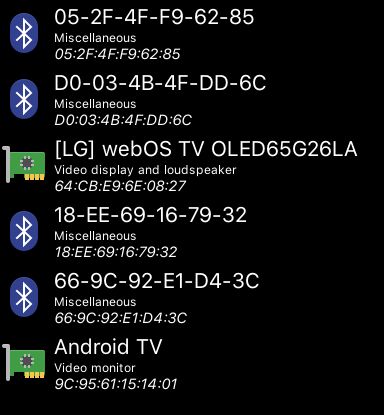 05-2F-4F-F9-62-85
Miscellaneous
05:2F:4F:F9:62:85
D0-03-4B-4F-DD-6C
Miscellaneous
D0:03:4B:4F:DD:6C
[LG] webOS TV OLED65G26LA
Video display and loudspeaker
64:CB:E9:6E:08:27
18-EE-69-16-79-32
Miscellaneous
18:EE:69:16:79:32
66-9C-92-E1-D4-3C
Miscellaneous
66:9C:92:E1:D4:3C
Android TV
Video monitor
9C:95:61:15:14:01